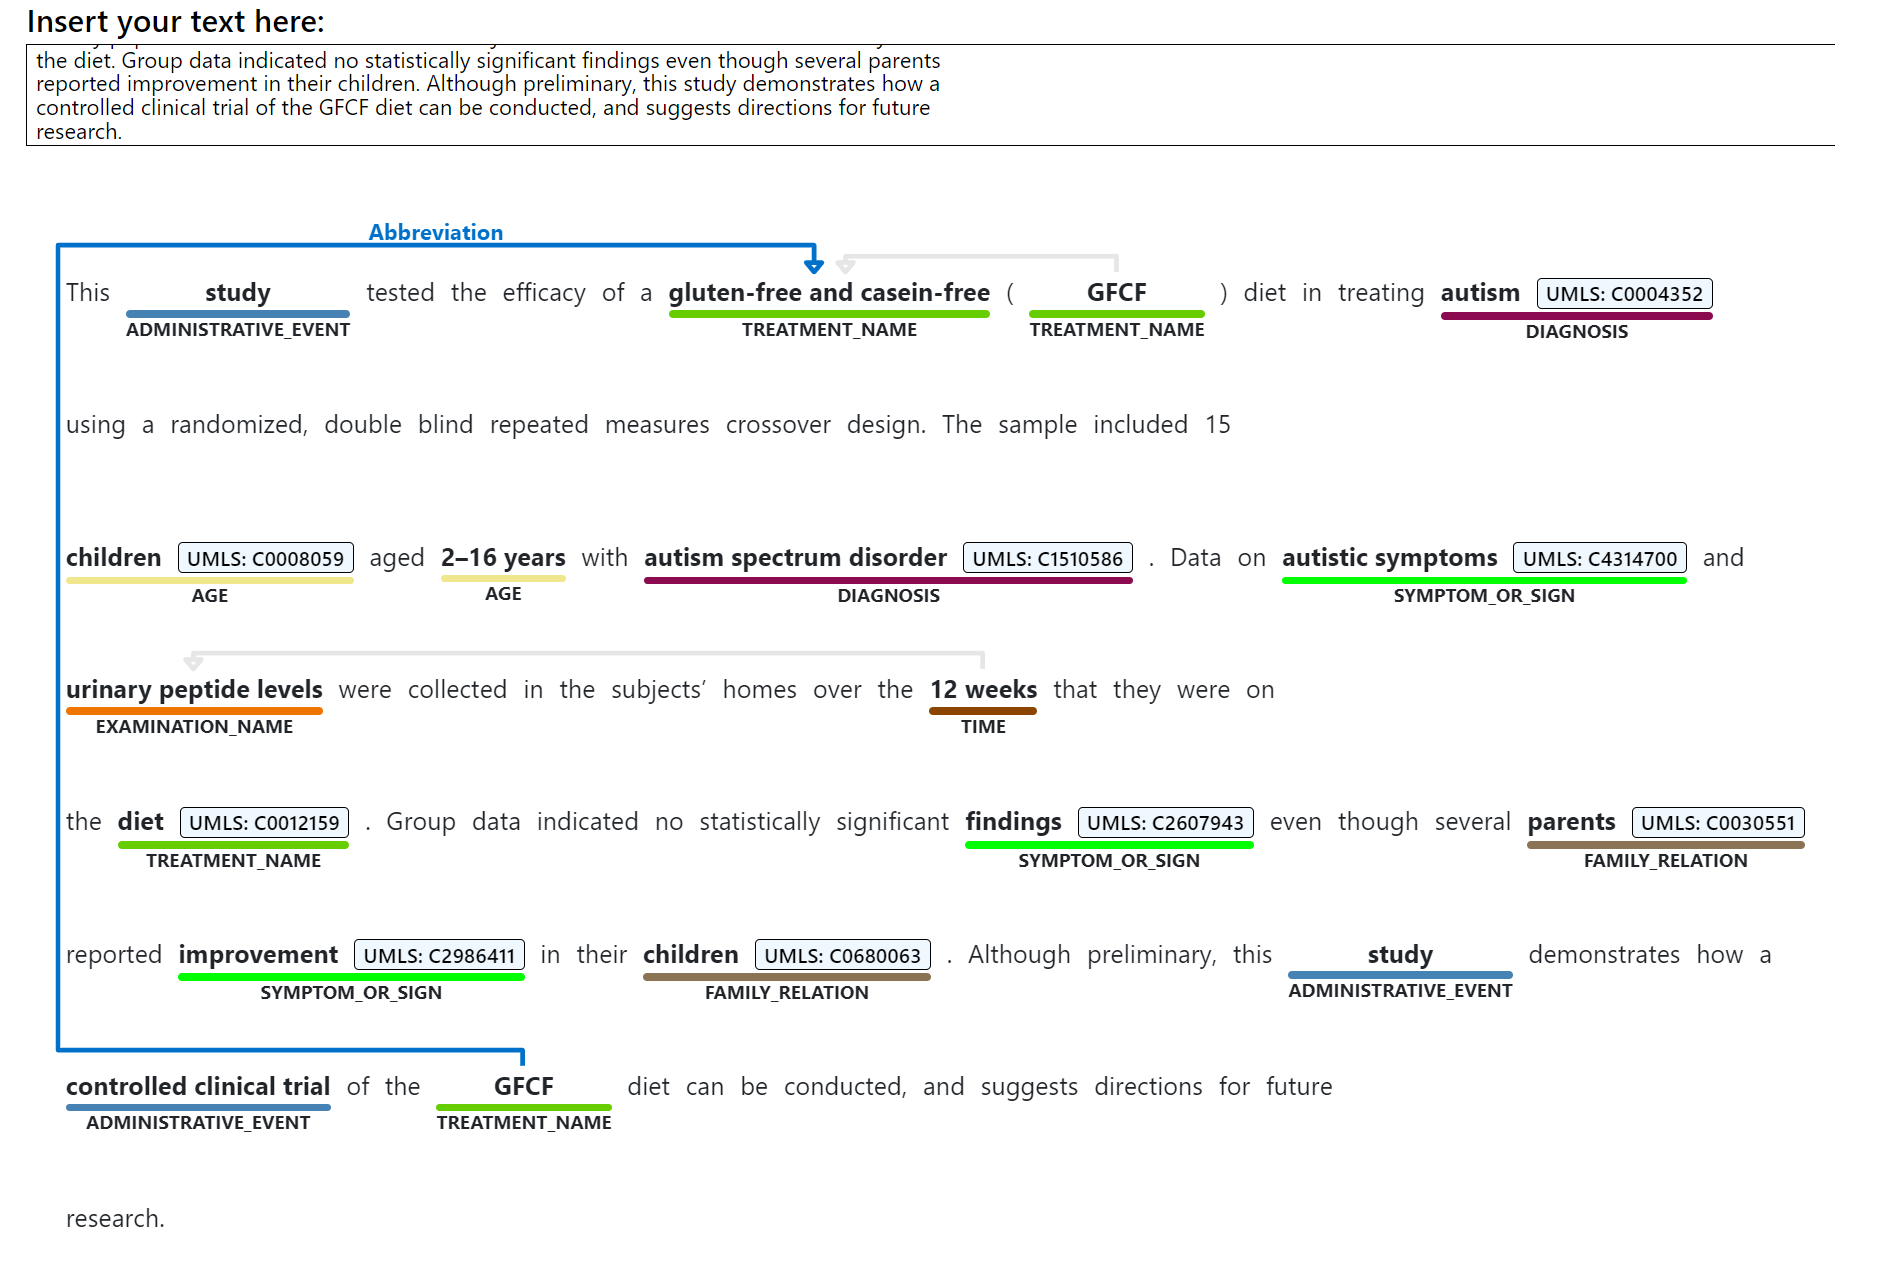 Insert your text here:
the diet. Group data indicated no statistically significant findings even though several parents
reported improvement in their children. Although preliminary, this study demonstrates how a
controlled clinical trial of the GFCF diet can be conducted, and suggests directions for future
research.
Abbreviation
This study tested the efficacy of a gluten-free and casein-free ( GFCF ) diet in treating autism UMLS: C0004352
ADMINISTRATIVE_EVENT TREATMENT_NAME TREATMENT_NAME DIAGNOSIS
using a randomized, double blind repeated measures crossover design. The sample included 15
children UMLS: C0008059 aged 2–16 years with autism spectrum disorder UMLS: C1510586 . Data on autistic symptoms UMLS: C4314700 and
AGE AGE DIAGNOSIS SYMPTOM_OR_SIGN
urinary peptide levels were collected in the subjects’ homes over the 12 weeks that they were on
EXAMINATION_NAME TIME
the diet UMLS: C0012159 . Group data indicated no statistically significant findings UMLS: C2607943 even though several parents UMLS: C0030551
TREATMENT_NAME SYMPTOM_OR_SIGN FAMILY_RELATION
reported improvement UMLS: C2986411 in their children UMLS: C0680063 . Although preliminary, this study demonstrates how a
SYMPTOM_OR_SIGN FAMILY_RELATION ADMINISTRATIVE_EVENT
controlled clinical trial of the GFCF diet can be conducted, and suggests directions for future
ADMINISTRATIVE_EVENT TREATMENT_NAME
research.